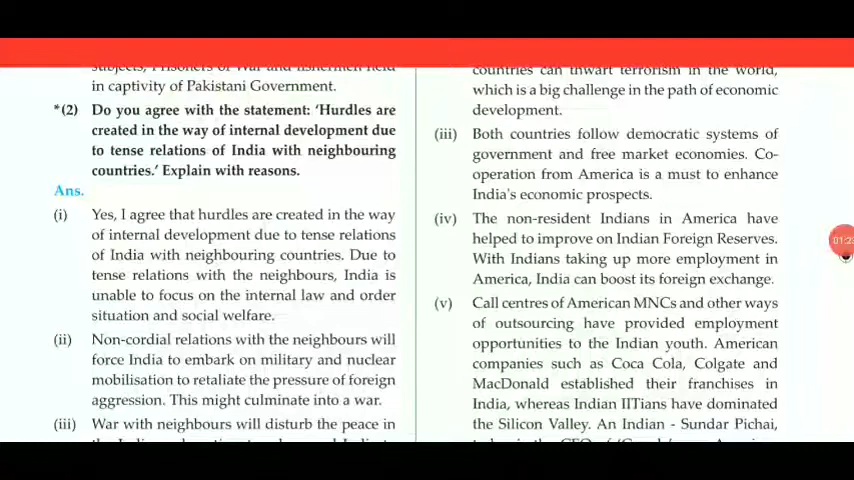 subjects, Prisoners of War and fishermen held
in captivity of Pakistani Government.
*(2) Do you agree with the statement: 'Hurdles are
created in the way of internal development due
to tense relations of India with neighbouring
countries.' Explain with reasons.
Ans.
(i) Yes, I agree that hurdles are created in the way
of internal development due to tense relations
of India with neighbouring countries. Due to
tense relations with the neighbours, India is
unable to focus on the internal law and order
situation and social welfare.
(ii) Non-cordial relations with the neighbours will
force India to embark on military and nuclear
mobilisation to retaliate the pressure of foreign
aggression. This might culminate into a war.
(iii) War with neighbours will disturb the peace in
countries can thwart terrorism in the world,
which is a big challenge in the path of economic
development.
(iii) Both countries follow democratic systems of
government and free market economies. Co-
operation from America is a must to enhance
India's economic prospects.
(iv) The non-resident Indians in America have
helped to improve on Indian Foreign Reserves.
With Indians taking up more employment in
America, India can boost its foreign exchange.
(v) Call centres of American MNCs and other ways
of outsourcing have provided employment
opportunities to the Indian youth. American
companies such as Coca Cola, Colgate and
MacDonald established their franchises in
India, whereas Indian IITians have dominated
the Silicon Valley. An Indian - Sundar Pichai,